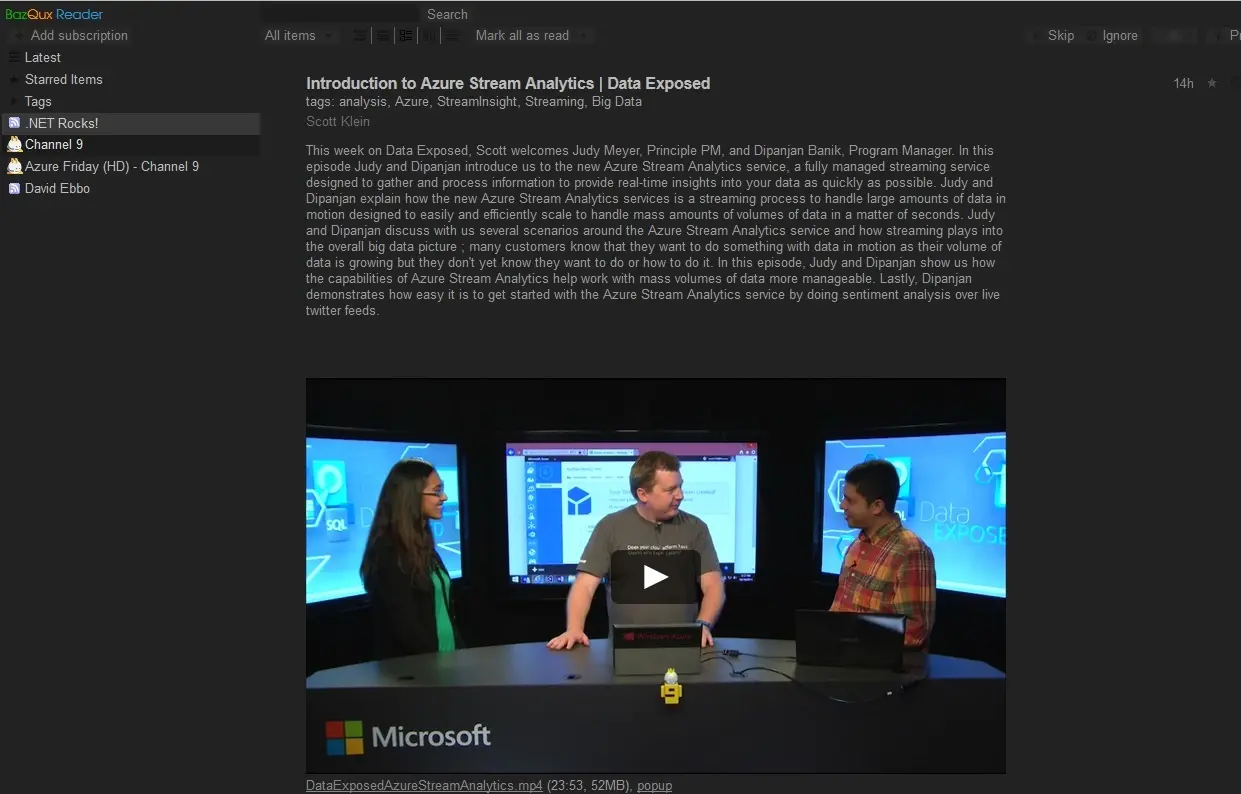 BazQux Reader
Search
Add subscription
All items
Mark all as read
Skip
Ignore
Latest
Starred Items
Tags
.NET Rocks!
Channel 9
Azure Friday (HD) - Channel 9
David Ebbo
Introduction to Azure Stream Analytics | Data Exposed
14h
tags: analysis, Azure, StreamInsight, Streaming, Big Data
Scott Klein
This week on Data Exposed, Scott welcomes Judy Meyer, Principle PM, and Dipanjan Banik, Program Manager. In this
episode Judy and Dipanjan introduce us to the new Azure Stream Analytics service, a fully managed streaming service
designed to gather and process information to provide real-time insights into your data as quickly as possible. Judy and
Dipanjan explain how the new Azure Stream Analytics services is a streaming process to handle large amounts of data in
motion designed to easily and efficiently scale to handle mass amounts of volumes of data in a matter of seconds. Judy
and Dipanjan discuss with us several scenarios around the Azure Stream Analytics service and how streaming plays into
the overall big data picture ; many customers know that they want to do something with data in motion as their volume of
data is growing but they don't yet know they want to do or how to do it. In this episode, Judy and Dipanjan show us how
the capabilities of Azure Stream Analytics help work with mass volumes of data more manageable. Lastly, Dipanjan
demonstrates how easy it is to get started with the Azure Stream Analytics service by doing sentiment analysis over live
twitter feeds.
SQL
Data
EXPOSE
Windows Azure
9
Microsoft
DataExposedAzureStreamAnalytics.mp4 (23:53, 52MB), popup